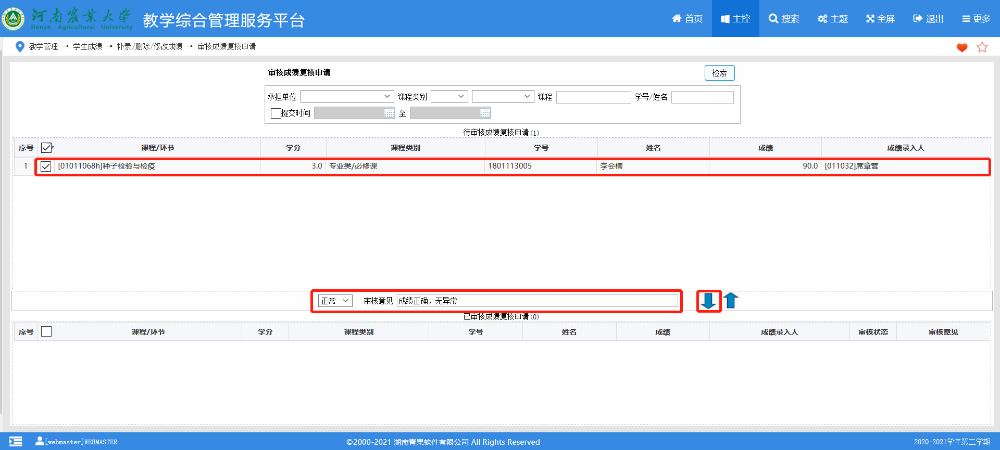 河南农业大学
Henan Agricultural University
教学综合管理服务平台
首页 主控 搜索 主题 全屏 退出 更多
教学管理 → 学生成绩 → 补录/删除/修改成绩 → 审核成绩复核申请
审核成绩复核申请 检索
承担单位 课程类别 课程 学号/姓名
提交时间 至
待审核成绩复核申请(1)
序号 课程/环节 学分 课程类别 学号 姓名 成绩 成绩录入人
1 [01011068h]种子检验与检疫 3.0 专业类/必修课 1801113005 李会楠 90.0 [011032]席章营
正常 审核意见 成绩正确，无异常
已审核成绩复核申请(0)
序号 课程/环节 学分 课程类别 学号 姓名 成绩 成绩录入人 审核状态 审核意见
[webmaster]WEBMASTER ©2000-2021 湖南青果软件有限公司 All Rights Reserved 2020-2021学年第二学期